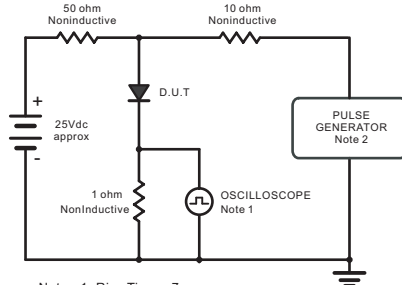 50 ohm
Noninductive
10 ohm
Noninductive
D.U.T
+
25Vdc
approx
-
PULSE
GENERATOR
Note 2
1 ohm
NonInductive
OSCILLOSCOPE
Note 1